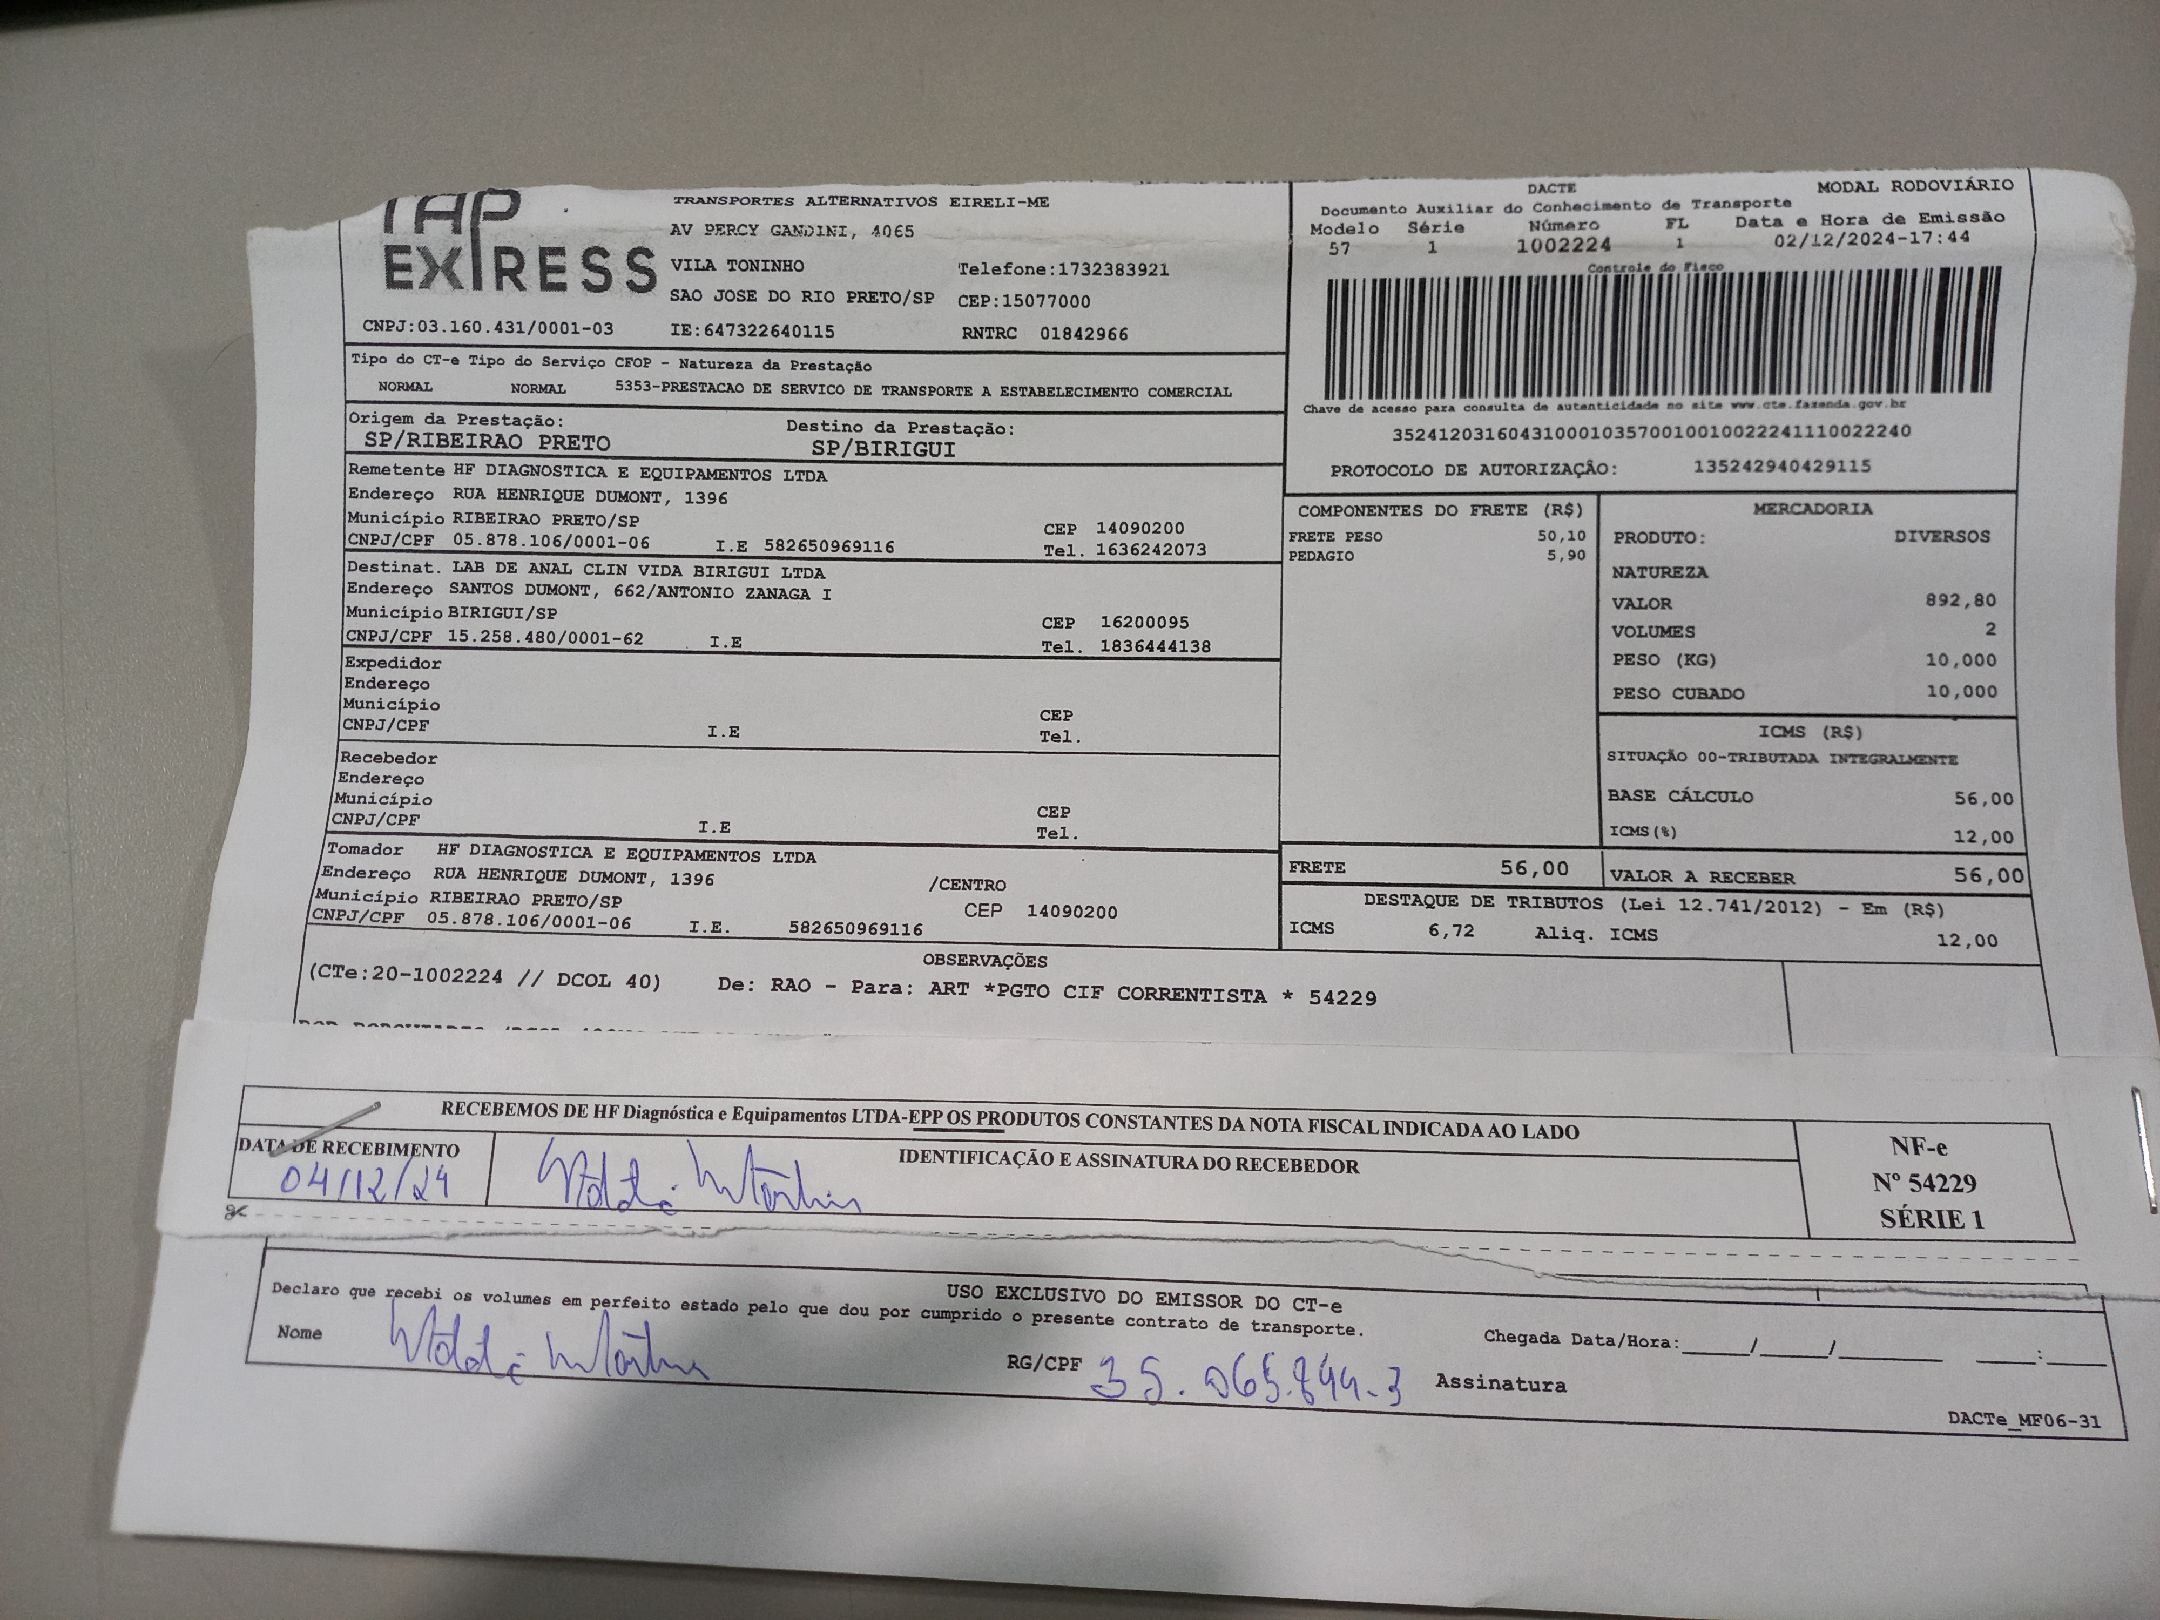 TAP
EXPRESS
TRANSPORTES ALTERNATIVOS EIRELI-ME
AV PERCY GANDINI, 4065
VILA TONINHO Telefone:1732383921
SAO JOSE DO RIO PRETO/SP CEP:15077000
CNPJ:03.160.431/0001-03 IE:647322640115 RNTRC 01842966
Tipo do CT-e Tipo do Serviço CFOP - Natureza da Prestação
NORMAL NORMAL 5353-PRESTACAO DE SERVICO DE TRANSPORTE A ESTABELECIMENTO COMERCIAL
Origem da Prestação: Destino da Prestação:
SP/RIBEIRAO PRETO SP/BIRIGUI
Remetente HF DIAGNOSTICA E EQUIPAMENTOS LTDA
Endereço RUA HENRIQUE DUMONT, 1396
Município RIBEIRAO PRETO/SP CEP 14090200
CNPJ/CPF 05.878.106/0001-06 I.E 582650969116 Tel. 1636242073
Destinat. LAB DE ANAL CLIN VIDA BIRIGUI LTDA
Endereço SANTOS DUMONT, 662/ANTONIO ZANAGA I
Município BIRIGUI/SP CEP 16200095
CNPJ/CPF 15.258.480/0001-62 I.E Tel. 1836444138
Expedidor
Endereço
Município CEP
CNPJ/CPF I.E Tel.
Recebedor
Endereço
Município CEP
CNPJ/CPF I.E Tel.
Tomador HF DIAGNOSTICA E EQUIPAMENTOS LTDA
Endereço RUA HENRIQUE DUMONT, 1396 /CENTRO
Município RIBEIRAO PRETO/SP CEP 14090200
CNPJ/CPF 05.878.106/0001-06 I.E. 582650969116
DACTE MODAL RODOVIÁRIO
Documento Auxiliar do Conhecimento de Transporte
Modelo Série Número FL Data e Hora de Emissão
57 1 1002224 1 02/12/2024-17:44
Controle do Fisco
Chave de acesso para consulta de autenticidade no site www.cte.fazenda.gov.br
35241203160431000103570010010022241110022240
PROTOCOLO DE AUTORIZAÇÃO: 135242940429115
COMPONENTES DO FRETE (R$)
FRETE PESO 50,10
PEDAGIO 5,90
MERCADORIA
PRODUTO: DIVERSOS
NATUREZA
VALOR 892,80
VOLUMES 2
PESO (KG) 10,000
PESO CUBADO 10,000
ICMS (R$)
SITUAÇÃO 00-TRIBUTADA INTEGRALMENTE
BASE CÁLCULO 56,00
ICMS(%) 12,00
FRETE 56,00 VALOR A RECEBER 56,00
DESTAQUE DE TRIBUTOS (Lei 12.741/2012) - Em (R$)
ICMS 6,72 Aliq. ICMS 12,00
OBSERVAÇÕES
(CTe:20-1002224 // DCOL 40) De: RAO - Para: ART *PGTO CIF CORRENTISTA * 54229
RECEBEMOS DE HF Diagnóstica e Equipamentos LTDA-EPP OS PRODUTOS CONSTANTES DA NOTA FISCAL INDICADA AO LADO
DATA DE RECEBIMENTO IDENTIFICAÇÃO E ASSINATURA DO RECEBEDOR
04/12/24
NF-e
Nº 54229
SÉRIE 1
USO EXCLUSIVO DO EMISSOR DO CT-e
Declaro que recebi os volumes em perfeito estado pelo que dou por cumprido o presente contrato de transporte.
Nome RG/CPF 35.065.844-3 Assinatura
Chegada Data/Hora:_____/_____/_______ ____:____
DACTe_MF06-31